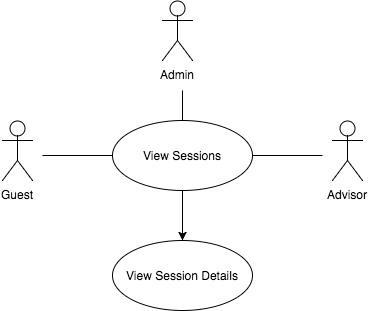 Admin
View Sessions
Guest
Advisor
View Session Details